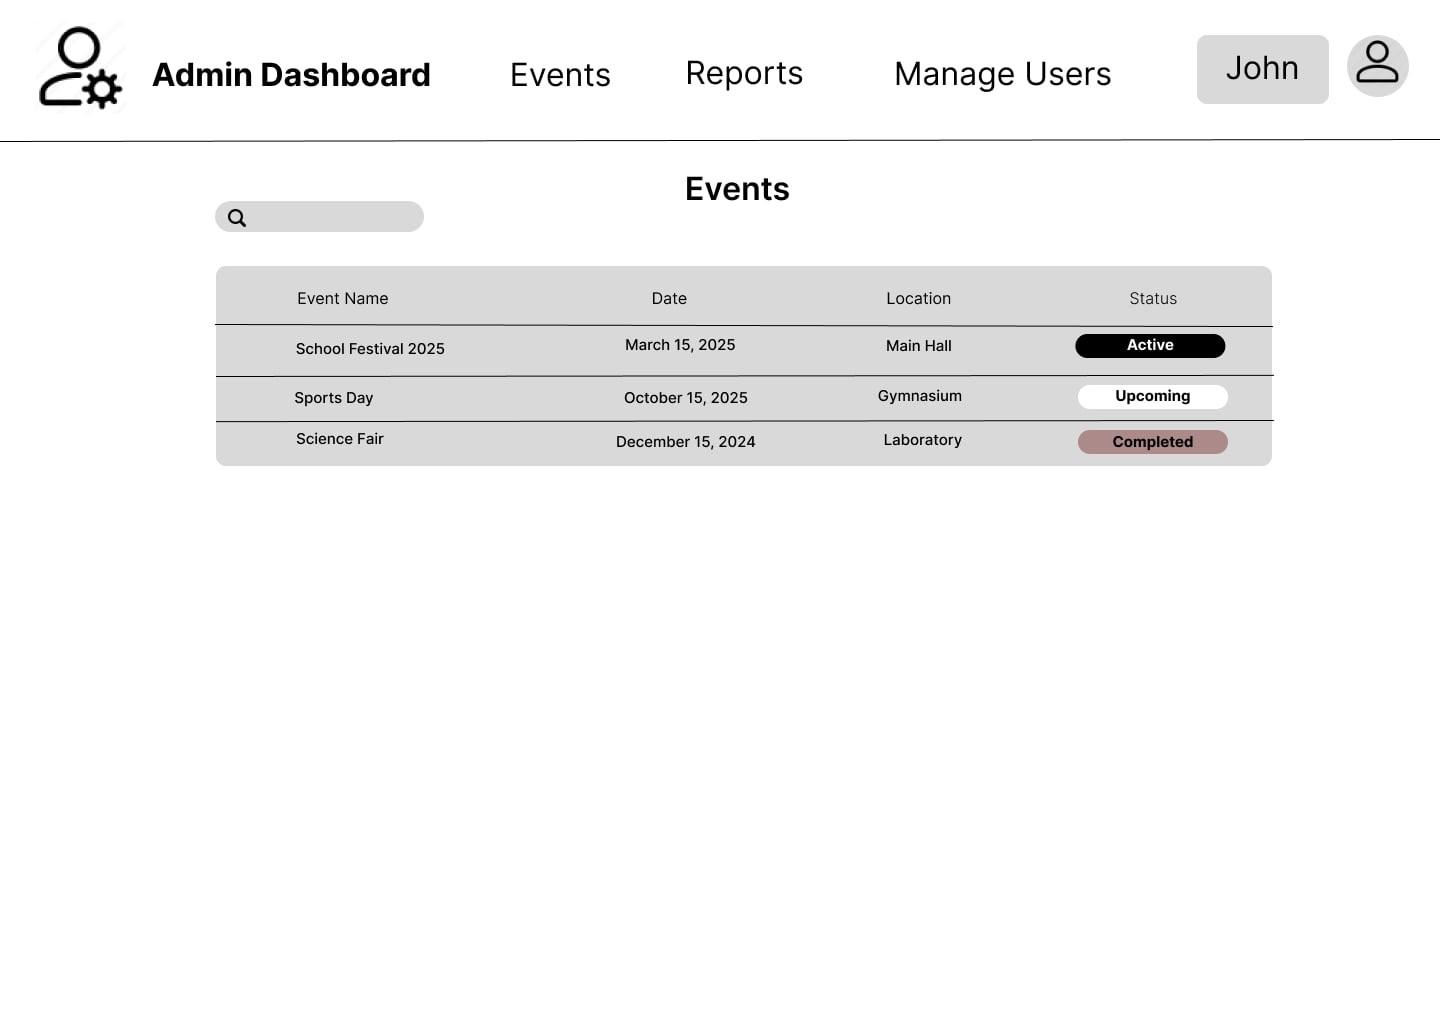 Admin Dashboard Events Reports Manage Users John
Events
Event Name Date Location Status
School Festival 2025 March 15, 2025 Main Hall Active
Sports Day October 15, 2025 Gymnasium Upcoming
Science Fair December 15, 2024 Laboratory Completed